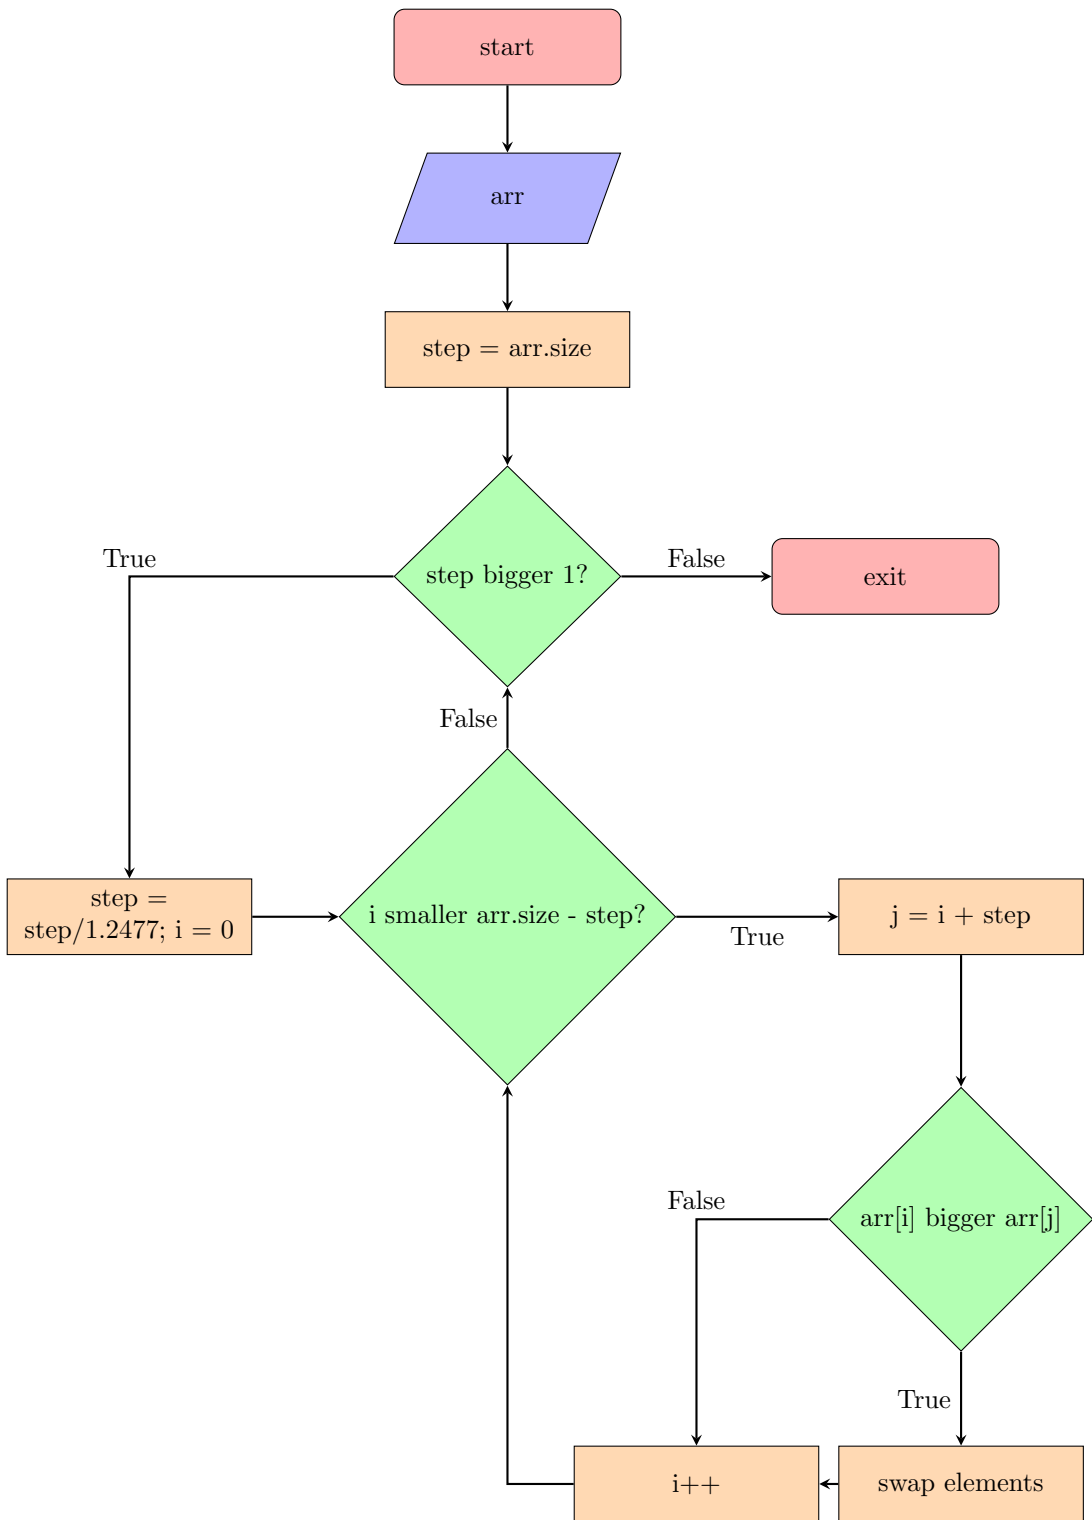 start
arr
step = arr.size
step bigger 1?
True
False
exit
False
step =
step/1.2477; i = 0
i smaller arr.size - step?
True
j = i + step
arr[i] bigger arr[j]
False
True
swap elements
i++